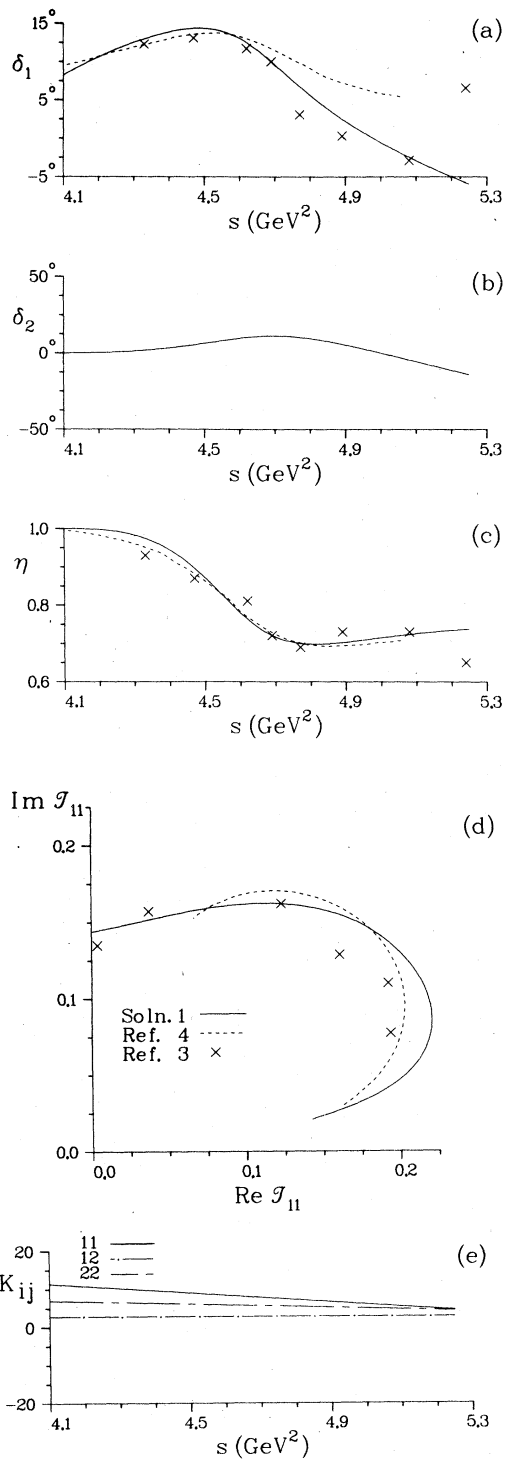 (a)
15°
δ₁
5°
-5°
4.1 4.5 4.9 5.3
s (GeV²)
(b)
50°
δ₂
0°
-50°
4.1 4.5 4.9 5.3
s (GeV²)
(c)
1.0
η
0.8
0.6
4.1 4.5 4.9 5.3
s (GeV²)
Im 𝒯₁₁
(d)
0.2
0.1
Soln. 1
Ref. 4
Ref. 3
0.0
0.0 0.1 0.2
Re 𝒯₁₁
(e)
11
12
22
20
K_ij
0
-20
4.1 4.5 4.9 5.3
s (GeV²)